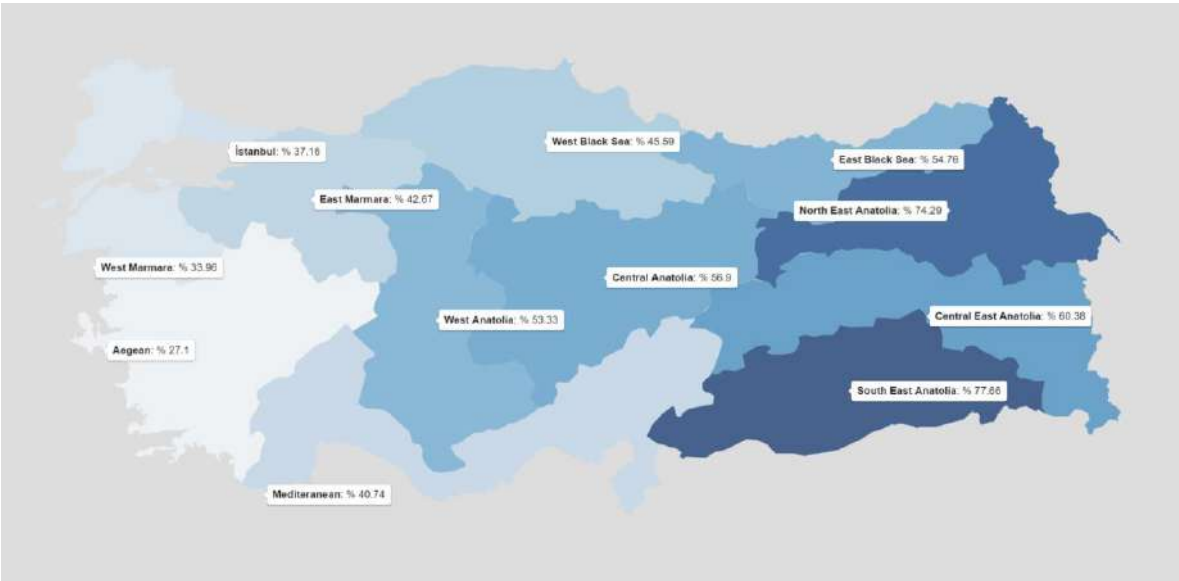 İstanbul: % 37.16
West Black Sea: % 45.59
East Black Sea: % 54.76
East Marmara: % 42.67
North East Anatolia: % 74.29
West Marmara: % 33.96
Central Anatolia: % 56.9
West Anatolia: % 53.33
Central East Anatolia: % 60.38
Aegean: % 27.1
South East Anatolia: % 77.66
Mediteranean: % 40.74